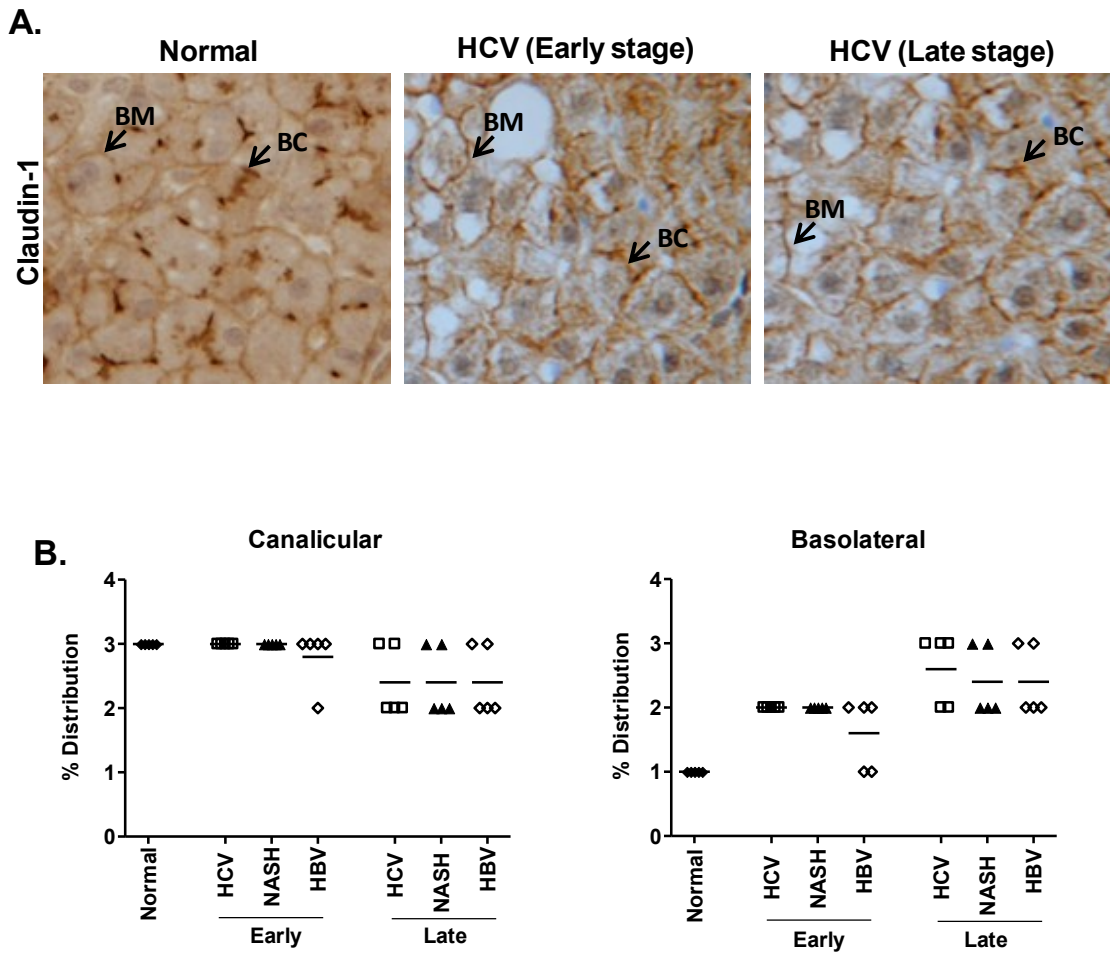 A.
Normal
HCV (Early stage)
HCV (Late stage)
Claudin-1
BM
BC
BM
BC
BM
BC
B.
Canalicular
% Distribution
4
3
2
1
0
Normal
HCV
NASH
HBV
HCV
NASH
HBV
Early
Late
Basolateral
% Distribution
4
3
2
1
0
Normal
HCV
NASH
HBV
HCV
NASH
HBV
Early
Late